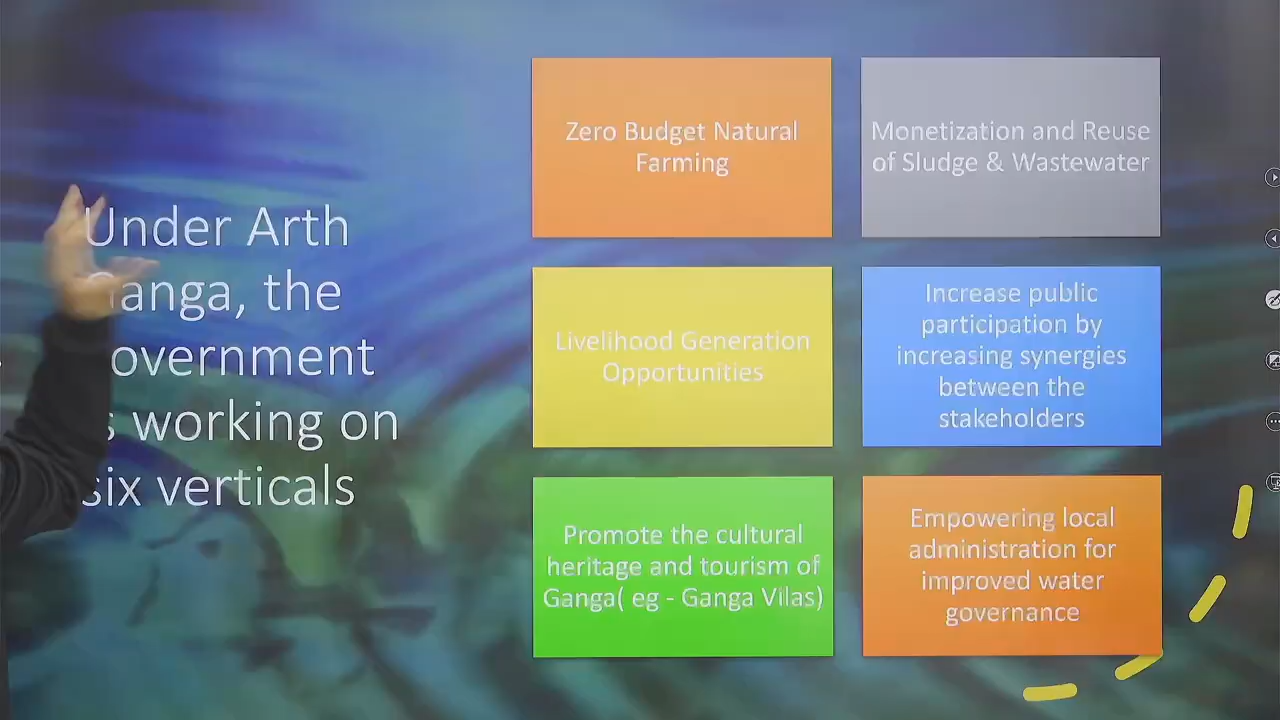 Under Arth
anga, the
overnment
s working on
six verticals
Zero Budget Natural
Farming
Monetization and Reuse
of Sludge & Wastewater
Livelihood Generation
Opportunities
Increase public
participation by
increasing synergies
between the
stakeholders
Promote the cultural
heritage and tourism of
Ganga( eg - Ganga Vilas)
Empowering local
administration for
improved water
governance